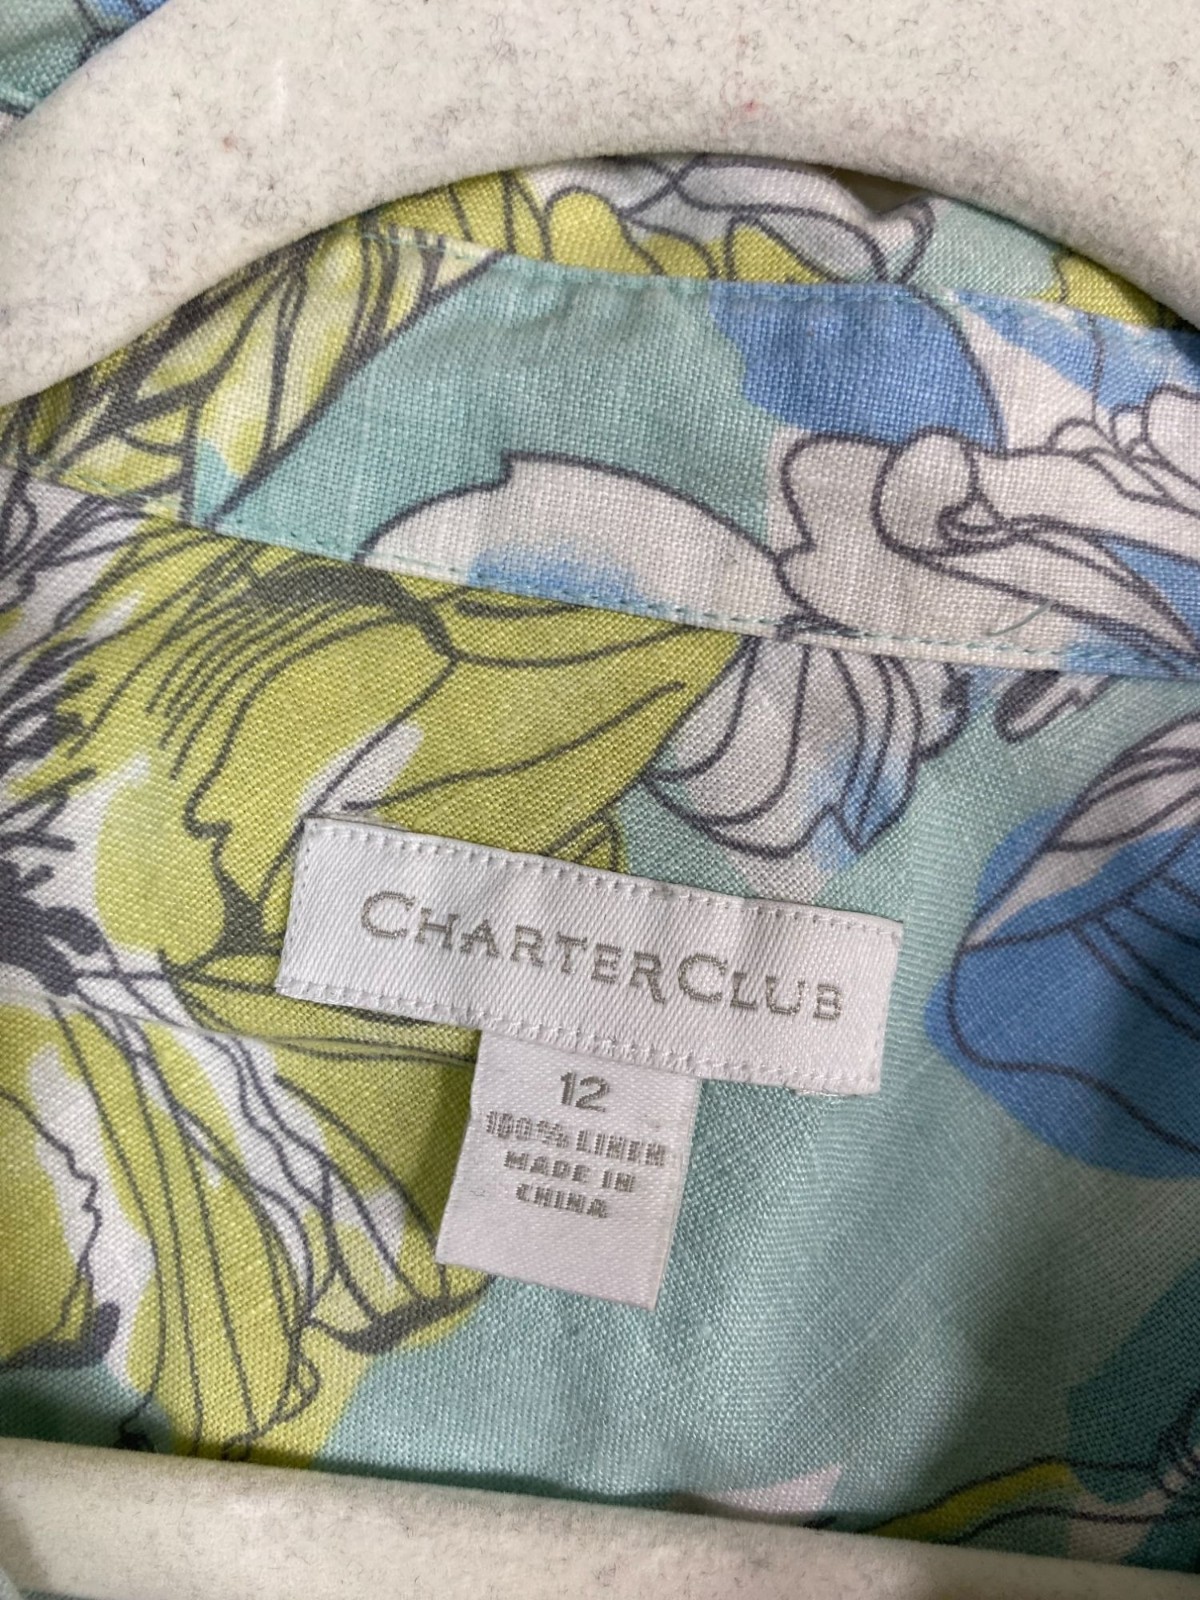 CHARTERCLUB
12
100% LINEN
MADE IN
CHINA